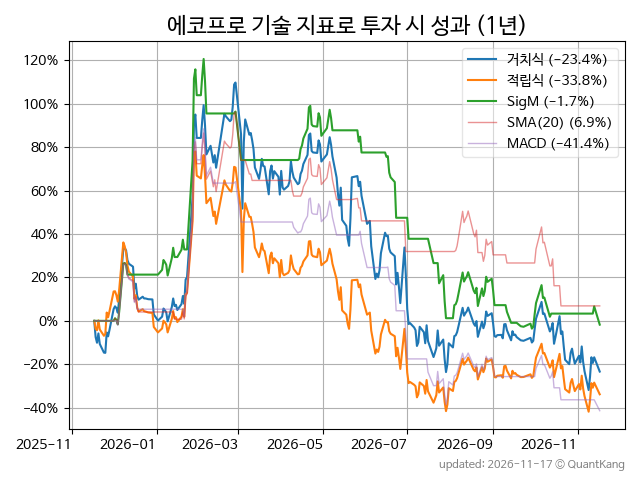 에코프로 기술 지표로 투자 시 성과 (1년)
거치식 (−23.4%)
적립식 (−33.8%)
SigM (−1.7%)
SMA(20) (6.9%)
MACD (−41.4%)
120%
100%
80%
60%
40%
20%
0%
−20%
−40%
2025-11 2026-01 2026-03 2026-05 2026-07 2026-09 2026-11
updated: 2026-11-17 © QuantKang